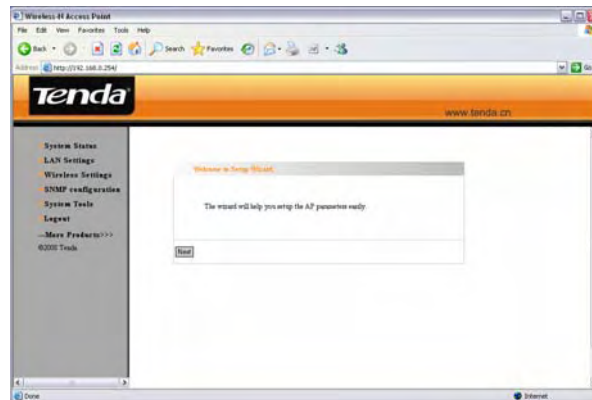 Wireless-N Access Point
File Edit View Favorites Tools Help
Back Search Favorites
Address http://192.168.0.254/ Go
Tenda
www.tenda.cn
System Status
LAN Settings
Wireless Settings
SNMP configuration
System Tools
Logout
---More Products>>>
©2008 Tenda
Welcome to Setup Wizard
The wizard will help you setup the AP parameters easily.
Next
Done Internet